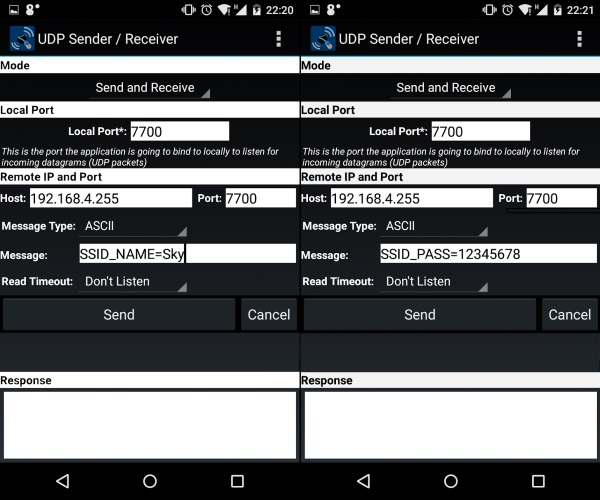 22:20
UDP Sender / Receiver
Mode
Send and Receive
Local Port
Local Port*: 7700
This is the port the application is going to bind to locally to listen for
incoming datagrams (UDP packets)
Remote IP and Port
Host: 192.168.4.255 Port: 7700
Message Type: ASCII
Message: SSID_NAME=Sky
Read Timeout: Don't Listen
Send Cancel
Response
22:21
UDP Sender / Receiver
Mode
Send and Receive
Local Port
Local Port*: 7700
This is the port the application is going to bind to locally to listen for
incoming datagrams (UDP packets)
Remote IP and Port
Host: 192.168.4.255 Port: 7700
Message Type: ASCII
Message: SSID_PASS=12345678
Read Timeout: Don't Listen
Send Cancel
Response